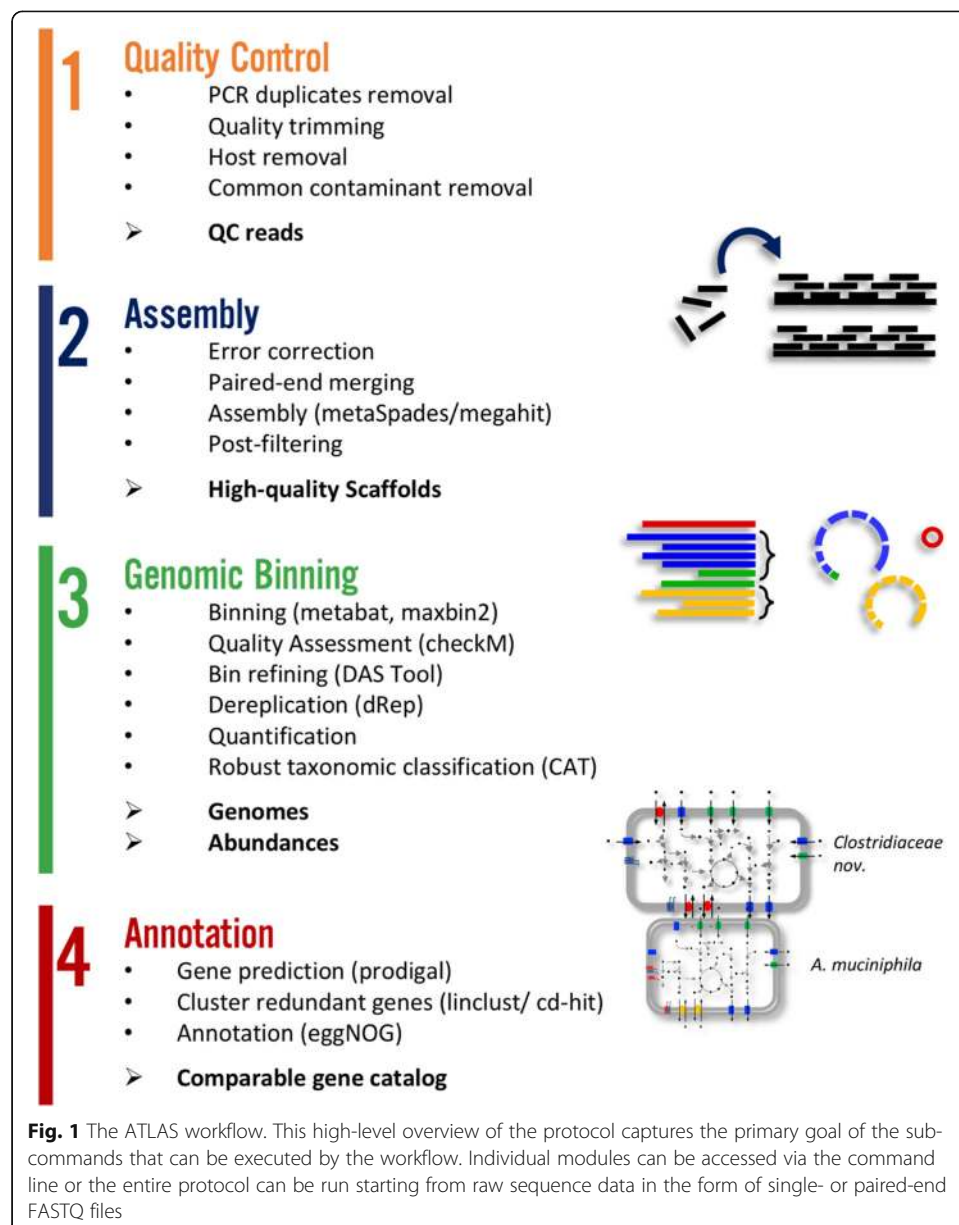 1
Quality Control
• PCR duplicates removal
• Quality trimming
• Host removal
• Common contaminant removal
➢ QC reads
2
Assembly
• Error correction
• Paired-end merging
• Assembly (metaSpades/megahit)
• Post-filtering
➢ High-quality Scaffolds
3
Genomic Binning
• Binning (metabat, maxbin2)
• Quality Assessment (checkM)
• Bin refining (DAS Tool)
• Dereplication (dRep)
• Quantification
• Robust taxonomic classification (CAT)
➢ Genomes
➢ Abundances
Clostridiaceae
nov.
4
Annotation
• Gene prediction (prodigal)
• Cluster redundant genes (linclust/ cd-hit)
• Annotation (eggNOG)
➢ Comparable gene catalog
A. muciniphila
Fig. 1 The ATLAS workflow. This high-level overview of the protocol captures the primary goal of the sub-
commands that can be executed by the workflow. Individual modules can be accessed via the command
line or the entire protocol can be run starting from raw sequence data in the form of single- or paired-end
FASTQ files